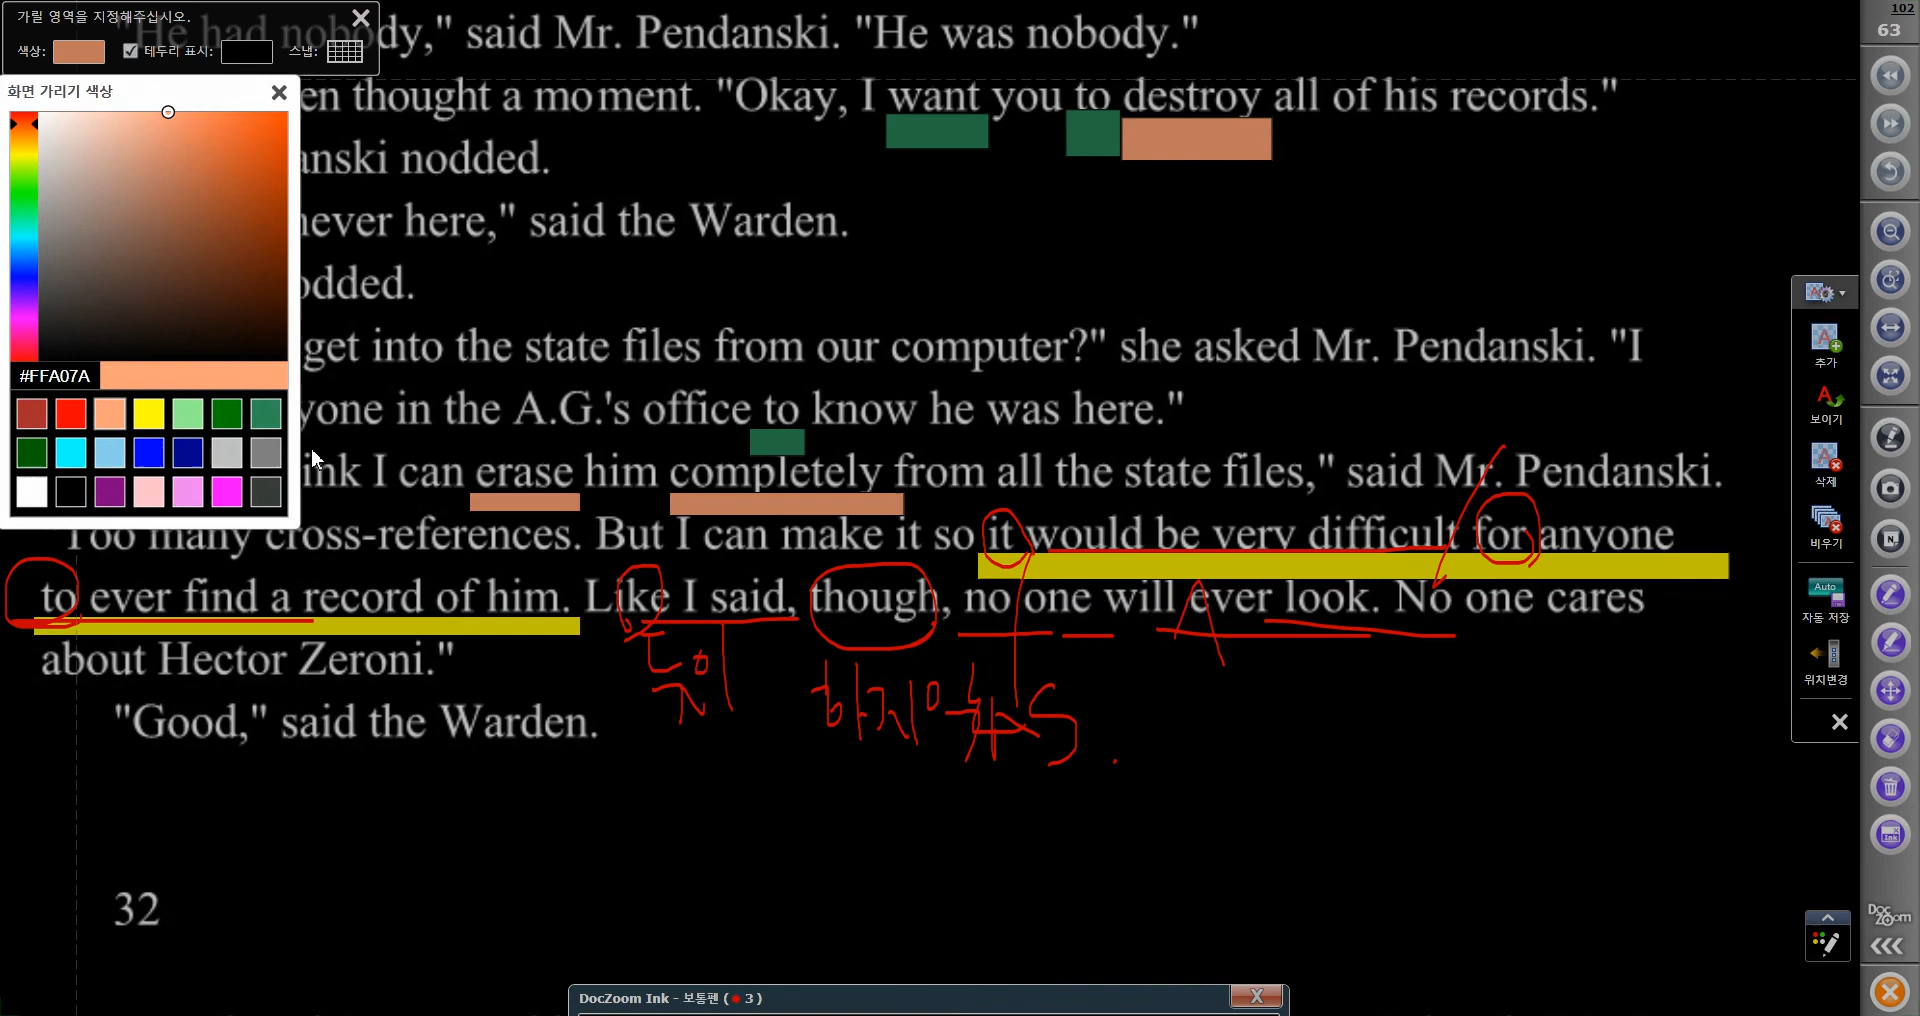 가릴 영역을 지정해주십시오.
색상: 테두리 표시: 스냅:
화면 가리기 색상
#FFA07A
"He had nobody," said Mr. Pendanski. "He was nobody."
en thought a moment. "Okay, I want you to destroy all of his records."
anski nodded.
never here," said the Warden.
odded.
get into the state files from our computer?" she asked Mr. Pendanski. "I
yone in the A.G.'s office to know he was here."
ink I can erase him completely from all the state files," said Mr. Pendanski.
Too many cross-references. But I can make it so it would be very difficult for anyone
to ever find a record of him. Like I said, though, no one will ever look. No one cares
about Hector Zeroni."
"Good," said the Warden.
32
102
63
추가
보이기
삭제
비우기
Auto
자동 저장
위치변경
N
Ink
Doc
Zoom
DocZoom Ink - 보통펜 ( 3 )
X